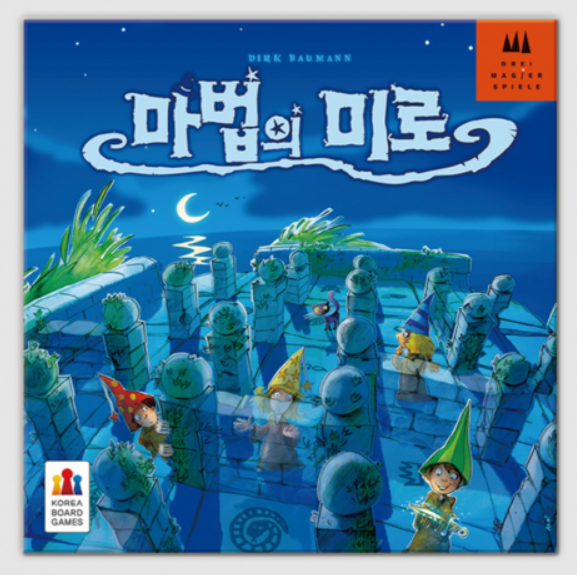 DIRK BAUMANN
마법의 미로
DREI
MAGIER
SPIELE
KOREA
BOARD
GAMES